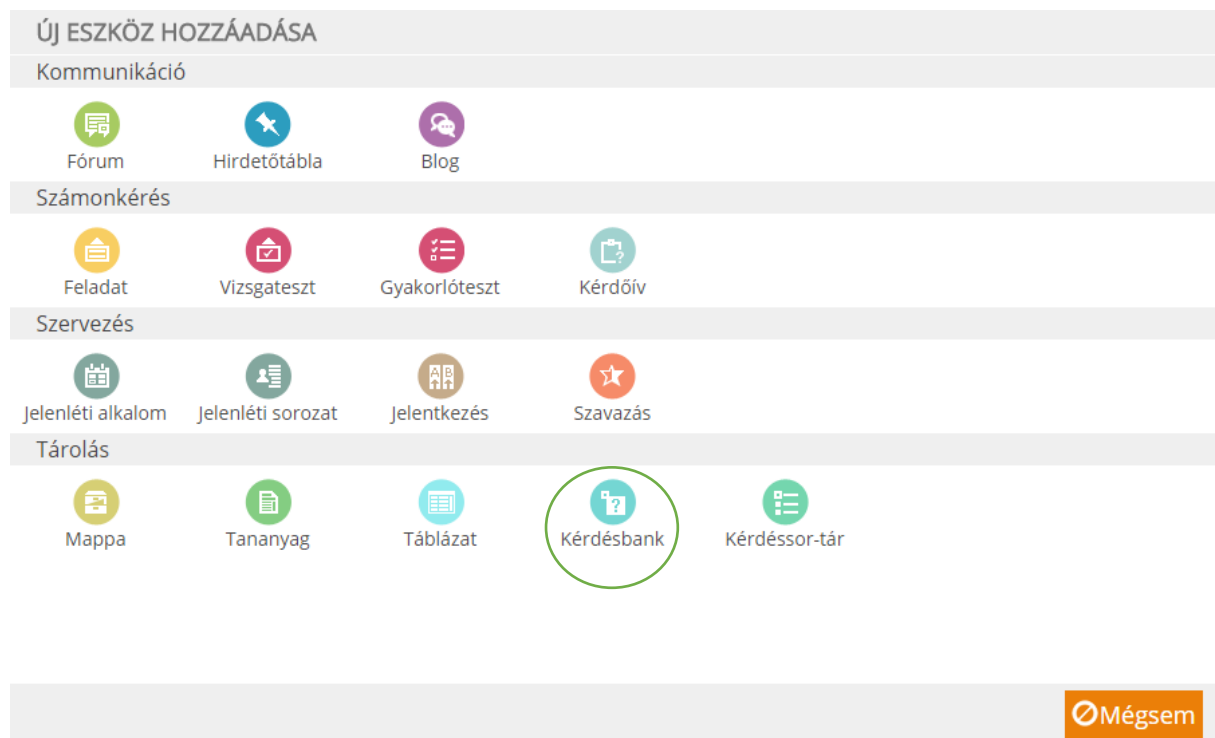 ÚJ ESZKÖZ HOZZÁADÁSA
Kommunikáció
Fórum Hirdetőtábla Blog
Számonkérés
Feladat Vizsgateszt Gyakorlóteszt Kérdőív
Szervezés
Jelenléti alkalom Jelenléti sorozat Jelentkezés Szavazás
Tárolás
Mappa Tananyag Táblázat Kérdésbank Kérdéssor-tár
Mégsem